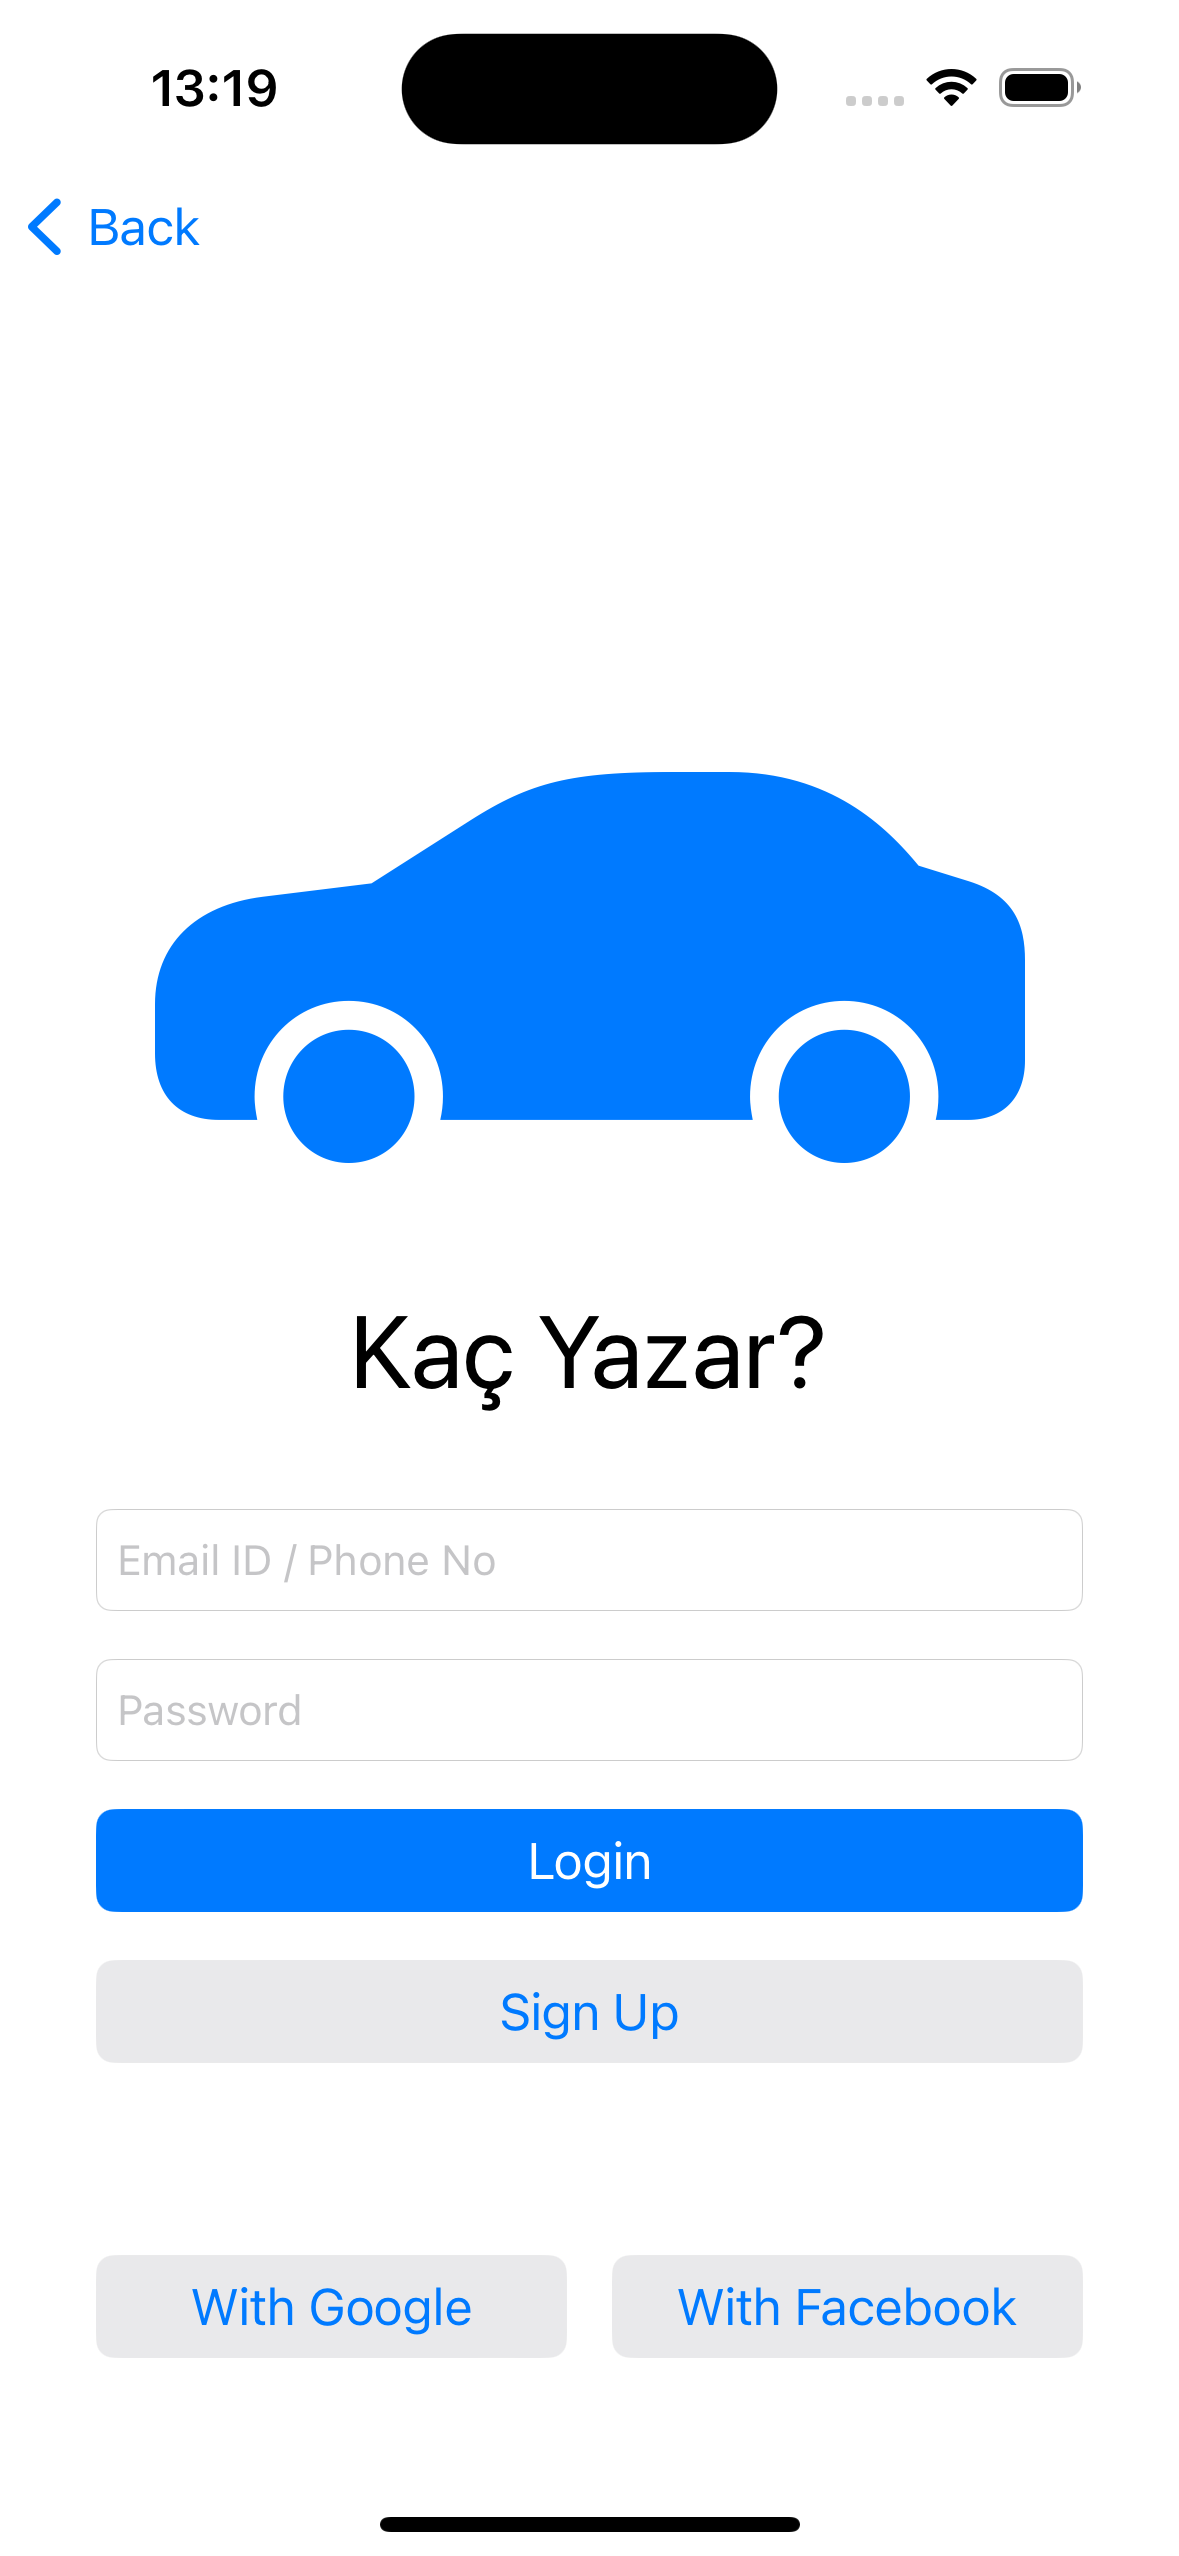 13:19
Back
Kaç Yazar?
Email ID / Phone No
Password
Login
Sign Up
With Google
With Facebook